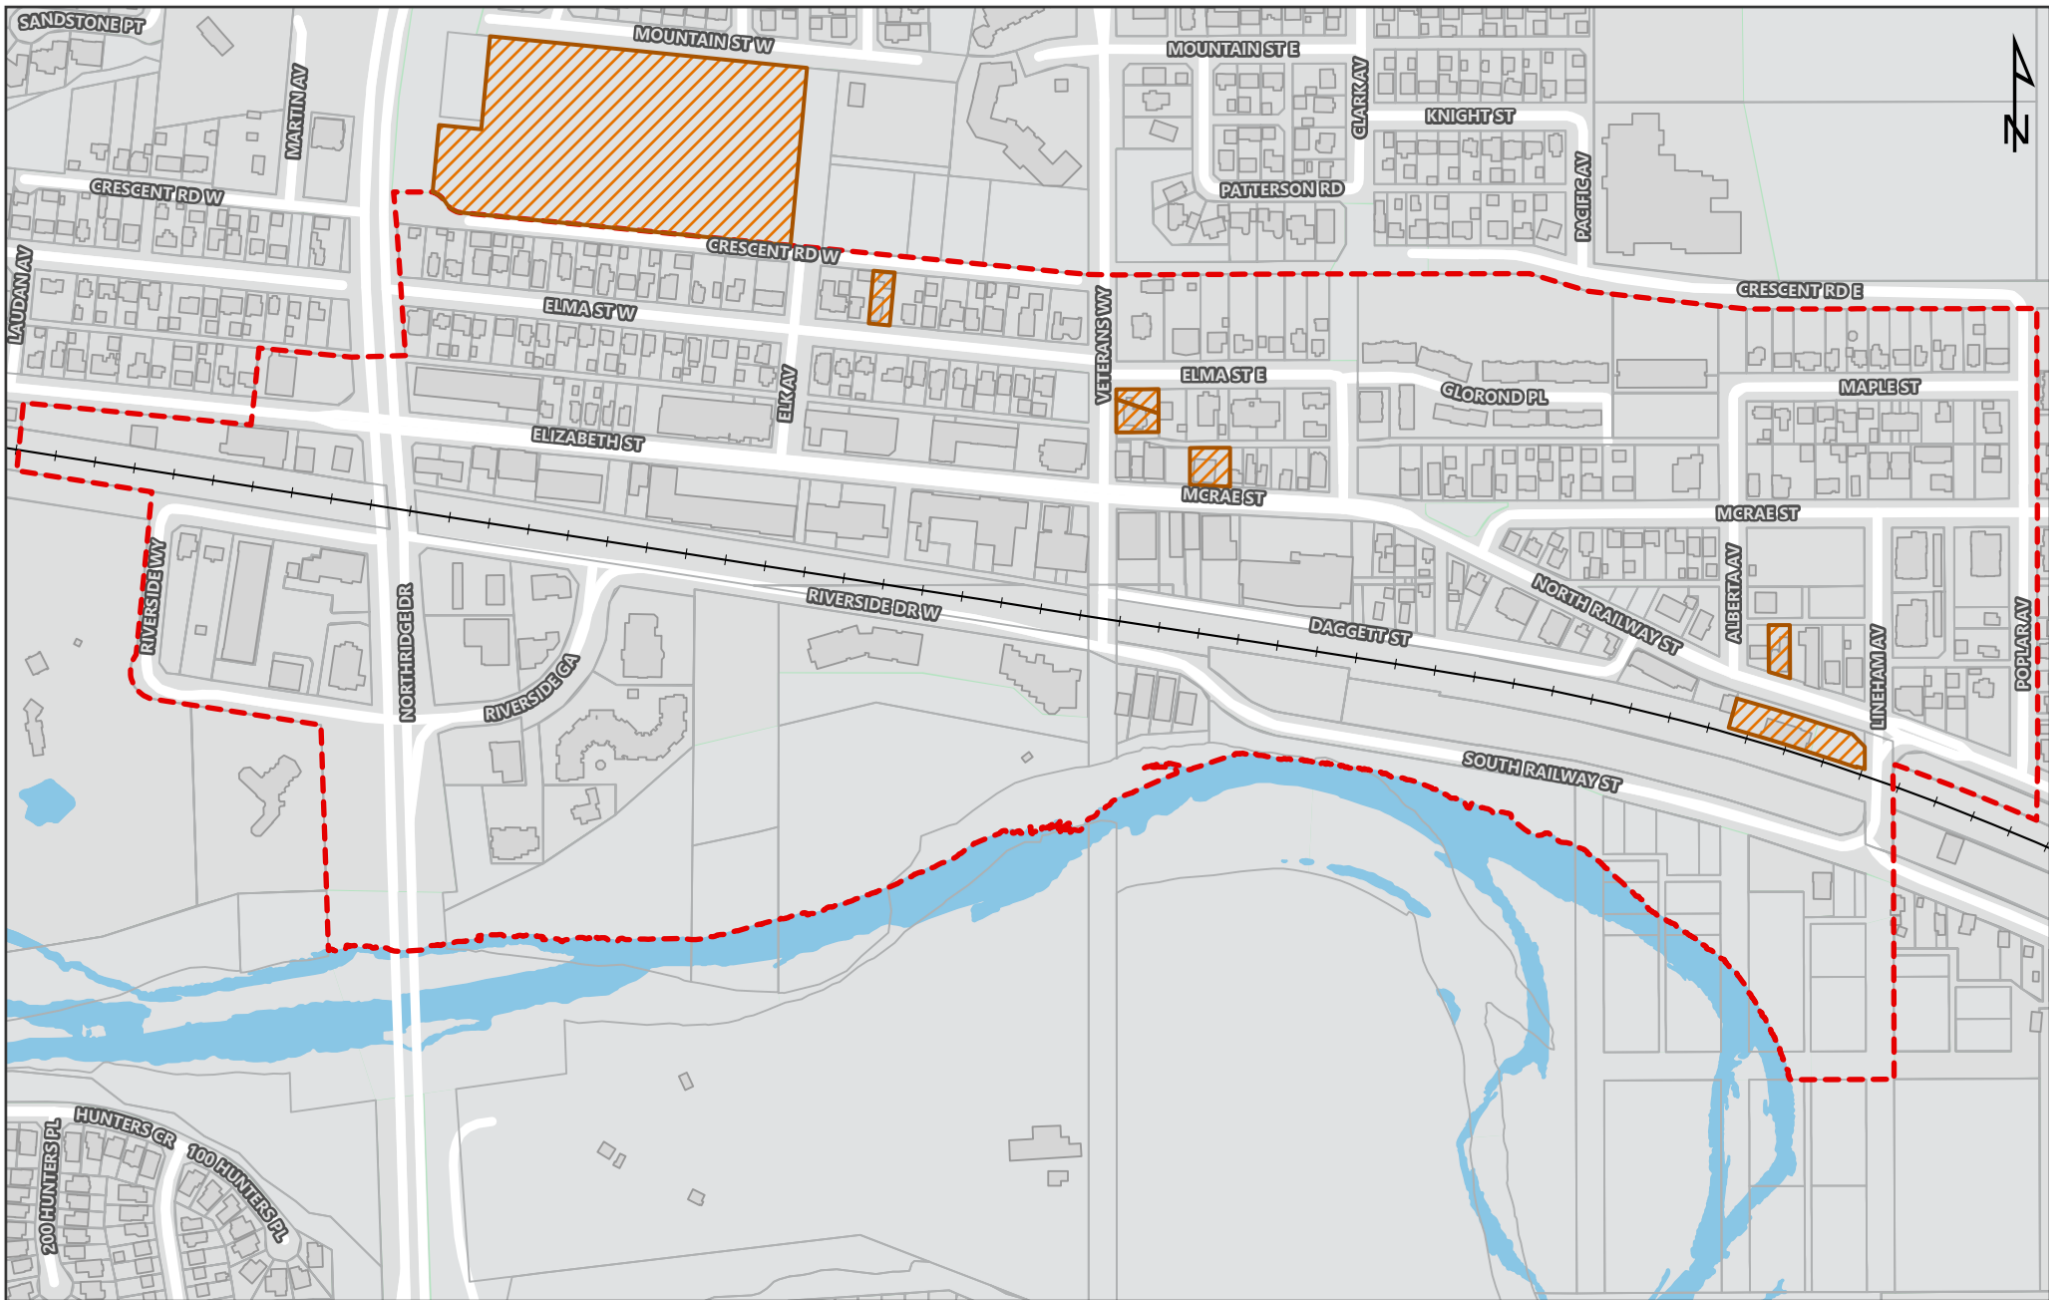 SANDSTONE PT
MOUNTAIN ST W
MOUNTAIN ST E
MARTIN AV
CLARK AV
KNIGHT ST
N
PACIFIC AV
CRESCENT RD W
PATTERSON RD
CRESCENT RD W
LAUDAN AV
CRESCENT RD E
ELMA ST W
VETERANS WY
ELMA ST E
GLOROND PL
MAPLE ST
ELK AV
ELIZABETH ST
MCRAE ST
MCRAE ST
RIVERSIDE WY
NORTHRIDGE DR
RIVERSIDE DR W
DAGGETT ST
NORTH RAILWAY ST
ALBERTA AV
LINEHAM AV
POPLAR AV
RIVERSIDE GA
SOUTH RAILWAY ST
HUNTERS CR
200 HUNTERS PL
100 HUNTERS PL